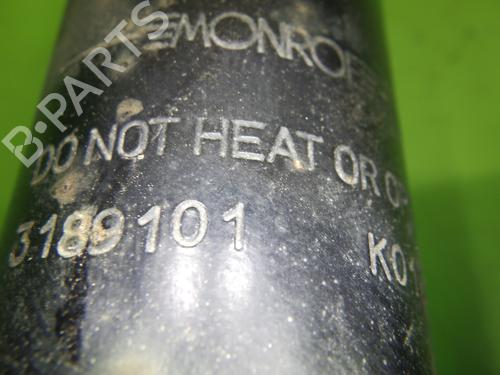 MONROE
DO NOT HEAT OR
3189101 K01
B-PARTS